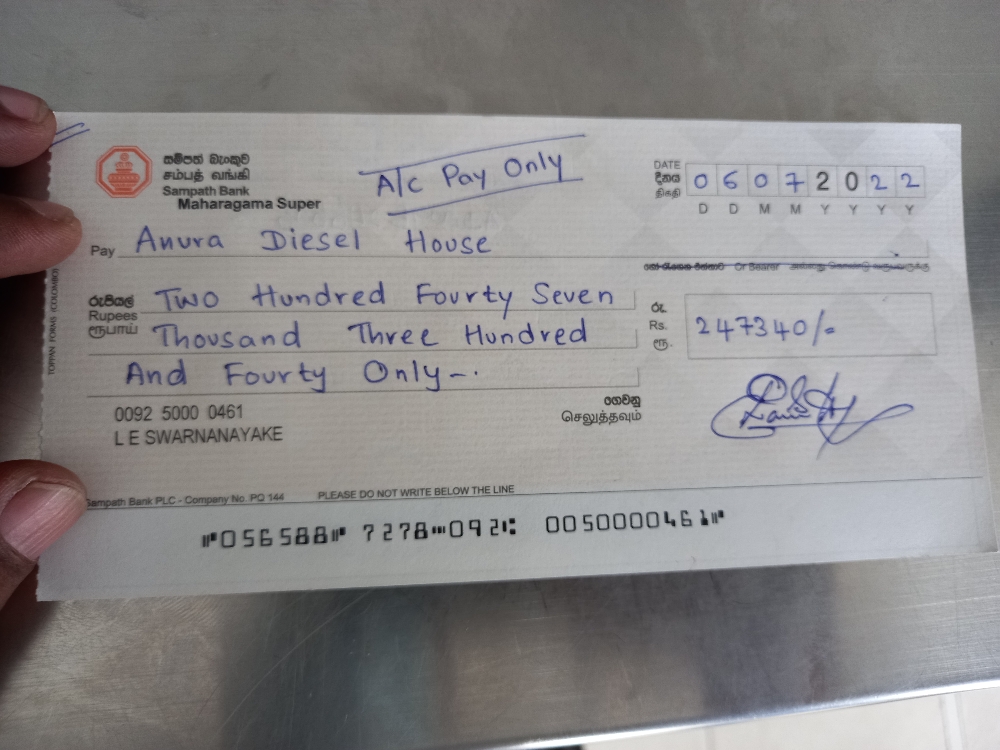 සම්පත් බැංකුව
சம்பத் வங்கி
Sampath Bank
Maharagama Super
A/c Pay Only
DATE
දිනය
திகதி
0 6 0 7 2 0 2 2
D D M M Y Y Y Y
Pay Anura Diesel House
Or Bearer
රුපියල්
Rupees
ரூபாய்
Two Hundred Fourty Seven
Thousand Three Hundred
And Fourty Only -.
රු.
Rs.
ரூ.
247340/=
0092 5000 0461
L E SWARNANAYAKE
ගෙවනු
செலுத்தவும்
Sampath Bank PLC - Company No. PQ 144
PLEASE DO NOT WRITE BELOW THE LINE
⑈056588⑈ 7278⑉092⑆ 0050000461⑈